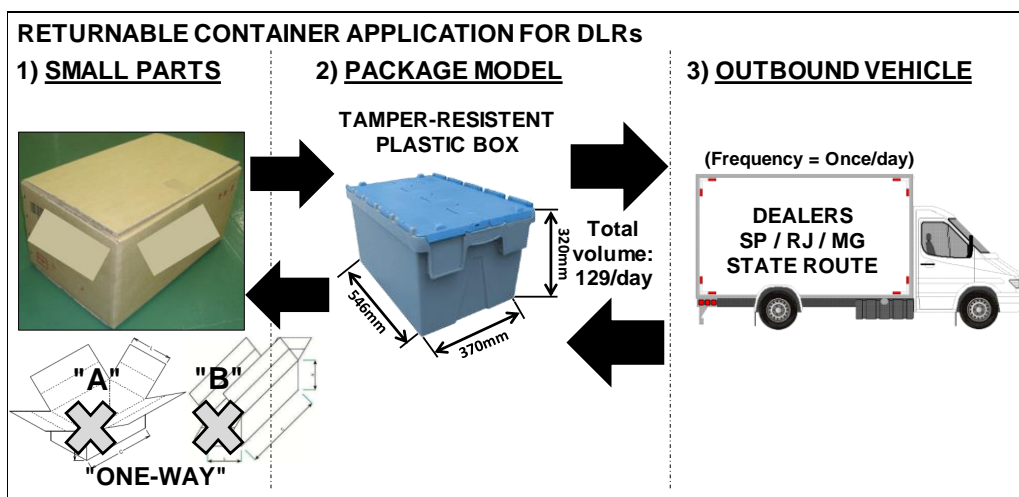 RETURNABLE CONTAINER APPLICATION FOR DLRs
1) SMALL PARTS
2) PACKAGE MODEL
3) OUTBOUND VEHICLE
TAMPER-RESISTENT
PLASTIC BOX
Total
volume:
129/day
320mm
546mm
370mm
(Frequency = Once/day)
DEALERS
SP / RJ / MG
STATE ROUTE
"A"
"B"
"ONE-WAY"